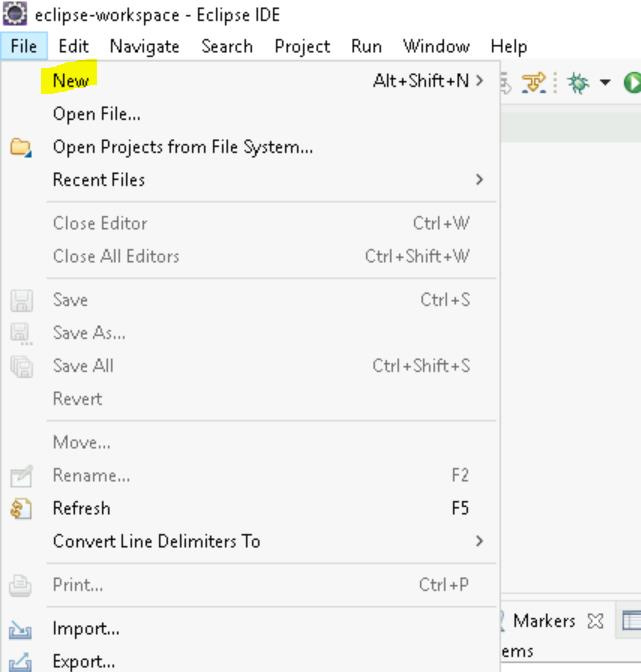 eclipse-workspace - Eclipse IDE
File Edit Navigate Search Project Run Window Help
New Alt+Shift+N >
Open File...
Open Projects from File System...
Recent Files >
Close Editor Ctrl+W
Close All Editors Ctrl+Shift+W
Save Ctrl+S
Save As...
Save All Ctrl+Shift+S
Revert
Move...
Rename... F2
Refresh F5
Convert Line Delimiters To >
Print... Ctrl+P
Markers
Import...
ems
Export...